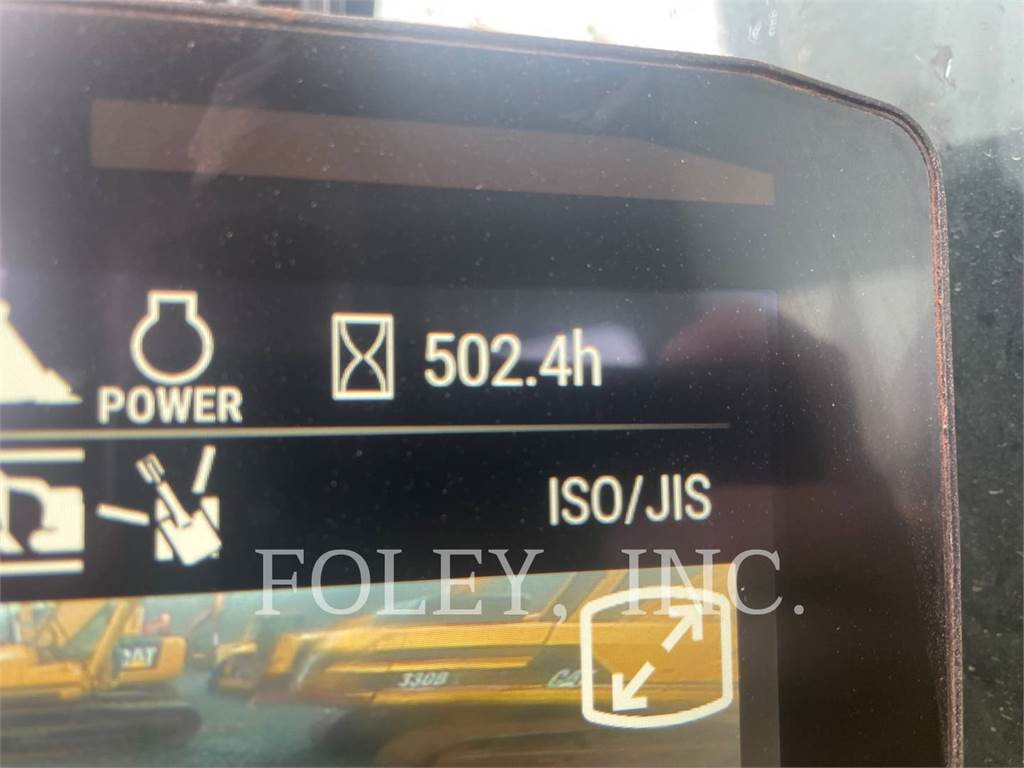 502.4h
POWER
ISO/JIS
FOLEY, INC.
CAT
330B
CAT